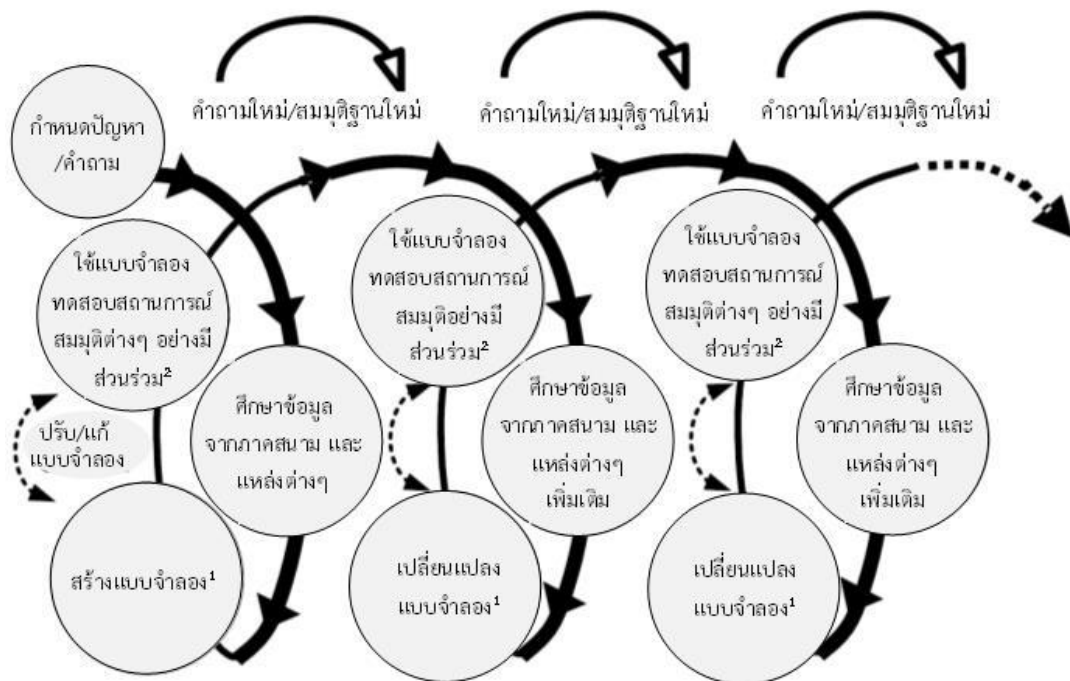 คำถามใหม่/สมมุติฐานใหม่
คำถามใหม่/สมมุติฐานใหม่
คำถามใหม่/สมมุติฐานใหม่
กำหนดปัญหา
/คำถาม
ใช้แบบจำลอง
ทดสอบสถานการณ์
สมมุติต่างๆ อย่างมี
ส่วนร่วม²
ศึกษาข้อมูล
จากภาคสนาม และ
แหล่งต่างๆ
ปรับ/แก้
แบบจำลอง
สร้างแบบจำลอง¹
ใช้แบบจำลอง
ทดสอบสถานการณ์
สมมุติอย่างมี
ส่วนร่วม²
ศึกษาข้อมูล
จากภาคสนาม และ
แหล่งต่างๆ
เพิ่มเติม
เปลี่ยนแปลง
แบบจำลอง¹
ใช้แบบจำลอง
ทดสอบสถานการณ์
สมมุติต่างๆ อย่างมี
ส่วนร่วม²
ศึกษาข้อมูล
จากภาคสนาม และ
แหล่งต่างๆ
เพิ่มเติม
เปลี่ยนแปลง
แบบจำลอง¹